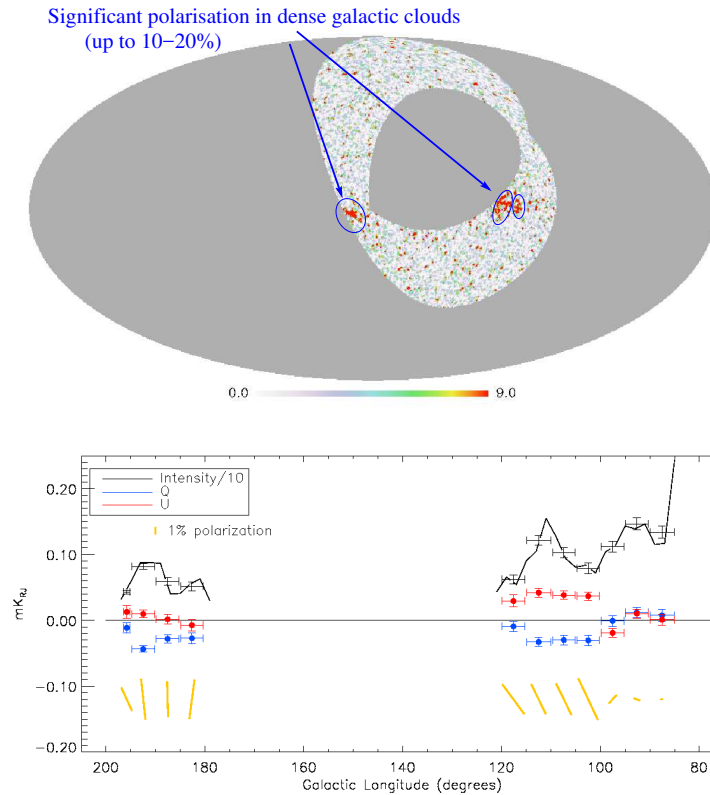 Significant polarisation in dense galactic clouds
(up to 10−20%)
0.0 9.0
0.20
Intensity/10
Q
U
1% polarization
0.10
mK_RJ
0.00
−0.10
−0.20
200 180 160 140 120 100 80
Galactic Longitude (degrees)